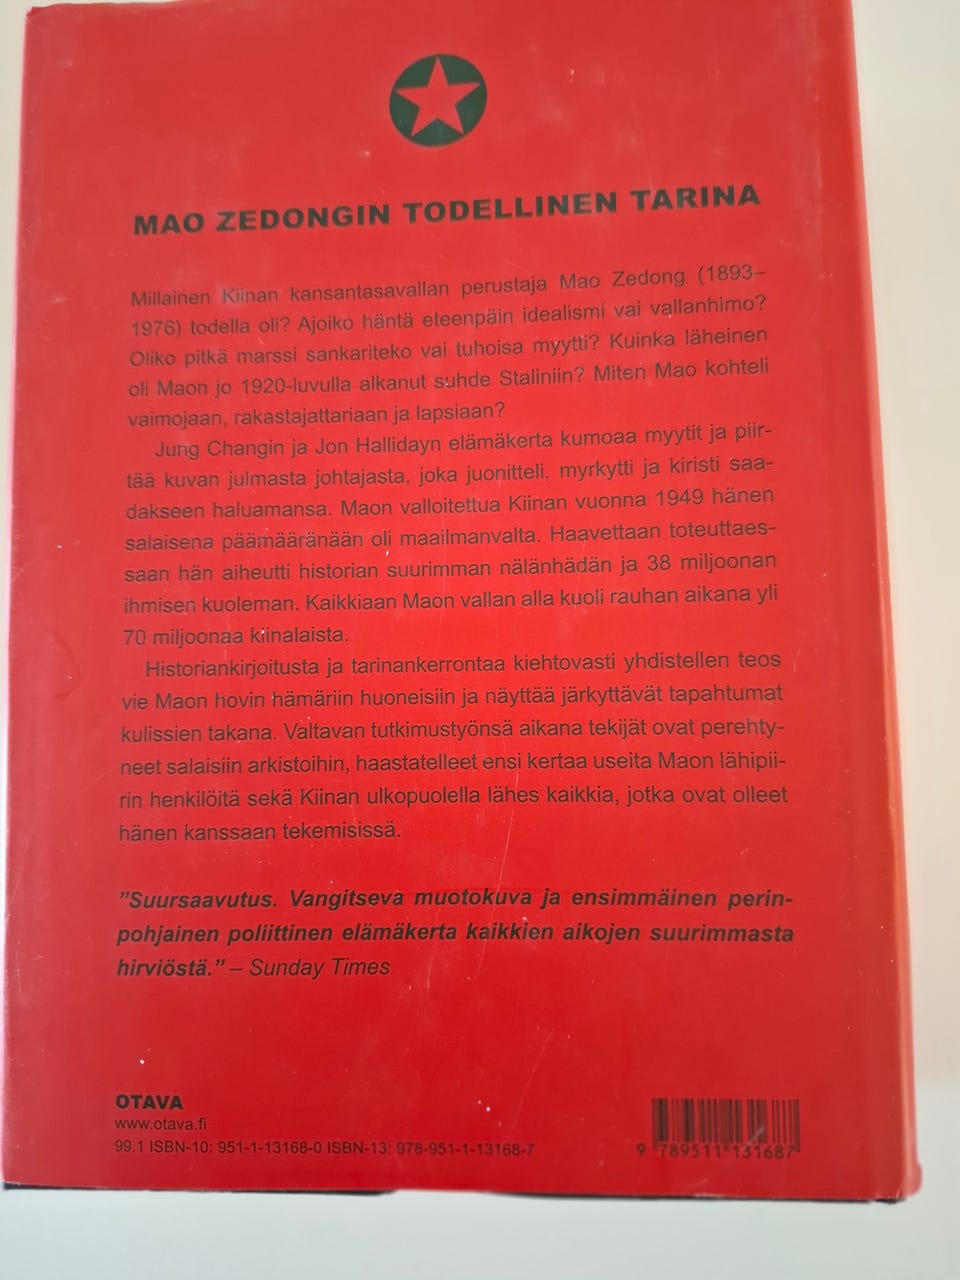 MAO ZEDONGIN TODELLINEN TARINA
Millainen Kiinan kansantasavallan perustaja Mao Zedong (1893–
1976) todella oli? Ajoiko häntä eteenpäin idealismi vai vallanhimo?
Oliko pitkä marssi sankariteko vai tuhoisa myytti? Kuinka läheinen
oli Maon jo 1920-luvulla alkanut suhde Staliniin? Miten Mao kohteli
vaimojaan, rakastajattariaan ja lapsiaan?
Jung Changin ja Jon Hallidayn elämäkerta kumoaa myytit ja piir-
tää kuvan julmasta johtajasta, joka juonitteli, myrkytti ja kiristi saa-
dakseen haluamansa. Maon valloitettua Kiinan vuonna 1949 hänen
salaisena päämääränään oli maailmanvalta. Haavettaan toteuttaes-
saan hän aiheutti historian suurimman nälänhädän ja 38 miljoonan
ihmisen kuoleman. Kaikkiaan Maon vallan alla kuoli rauhan aikana yli
70 miljoonaa kiinalaista.
Historiankirjoitusta ja tarinankerrontaa kiehtovasti yhdistellen teos
vie Maon hovin hämäriin huoneisiin ja näyttää järkyttävät tapahtumat
kulissien takana. Valtavan tutkimustyönsä aikana tekijät ovat perehty-
neet salaisiin arkistoihin, haastatelleet ensi kertaa useita Maon lähipii-
rin henkilöitä sekä Kiinan ulkopuolella lähes kaikkia, jotka ovat olleet
hänen kanssaan tekemisissä.
”Suursaavutus. Vangitseva muotokuva ja ensimmäinen perin-
pohjainen poliittinen elämäkerta kaikkien aikojen suurimmasta
hirviöstä.” – Sunday Times
OTAVA
www.otava.fi
99.1 ISBN-10: 951-1-13168-0 ISBN-13: 978-951-1-13168-7
9 789511 131687